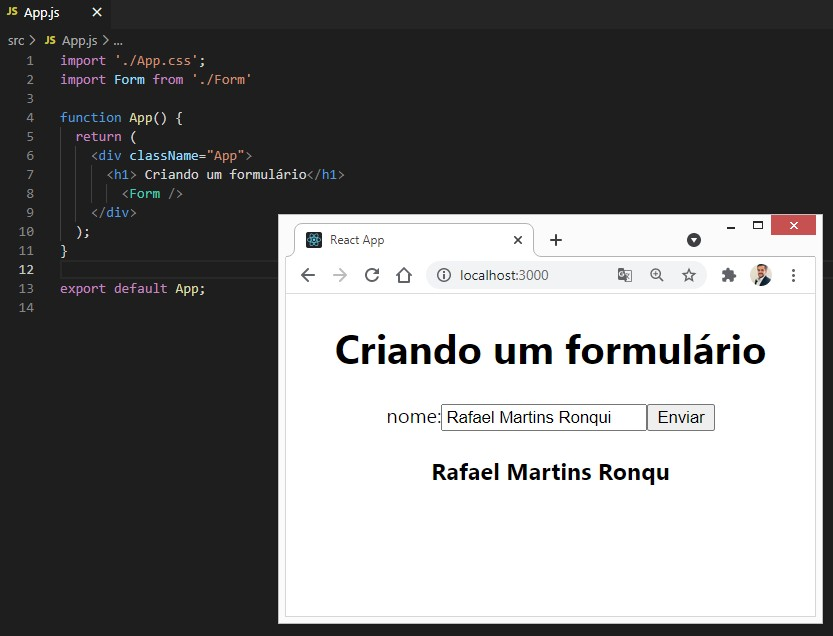 JS App.js ×
src > JS App.js > ...
1 import './App.css';
2 import Form from './Form'
3
4 function App() {
5 return (
6 <div className="App">
7 <h1> Criando um formulário</h1>
8 <Form />
9 </div>
10 );
11 }
12
13 export default App;
14
React App
localhost:3000
Criando um formulário
nome: Rafael Martins Ronqui Enviar
Rafael Martins Ronqu